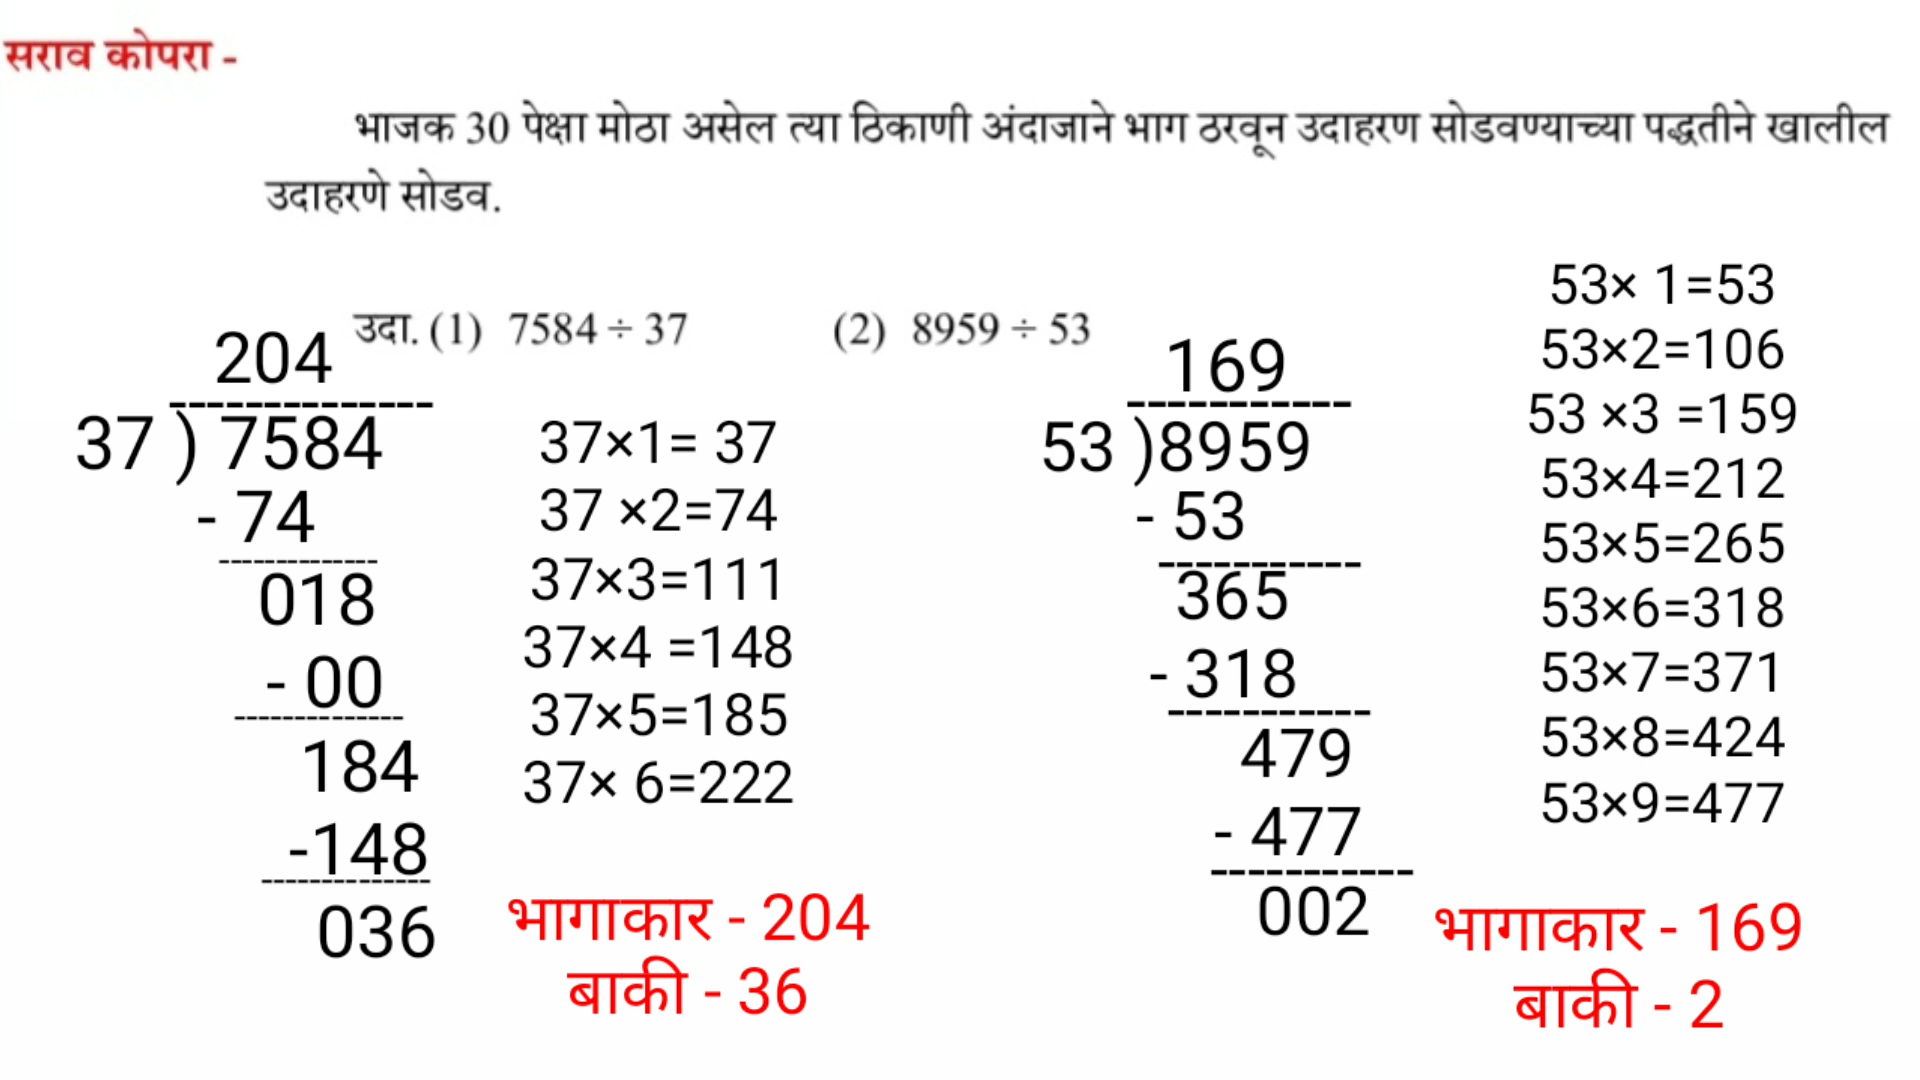 सराव कोपरा -
भाजक 30 पेक्षा मोठा असेल त्या ठिकाणी अंदाजाने भाग ठरवून उदाहरण सोडवण्याच्या पद्धतीने खालील
उदाहरणे सोडव.
उदा. (1) 7584 ÷ 37 (2) 8959 ÷ 53
204
37 ) 7584
- 74
018
- 00
184
-148
036
37×1= 37
37 ×2=74
37×3=111
37×4 =148
37×5=185
37× 6=222
भागाकार - 204
बाकी - 36
169
53 )8959
- 53
365
- 318
479
- 477
002
53× 1=53
53×2=106
53 ×3 =159
53×4=212
53×5=265
53×6=318
53×7=371
53×8=424
53×9=477
भागाकार - 169
बाकी - 2